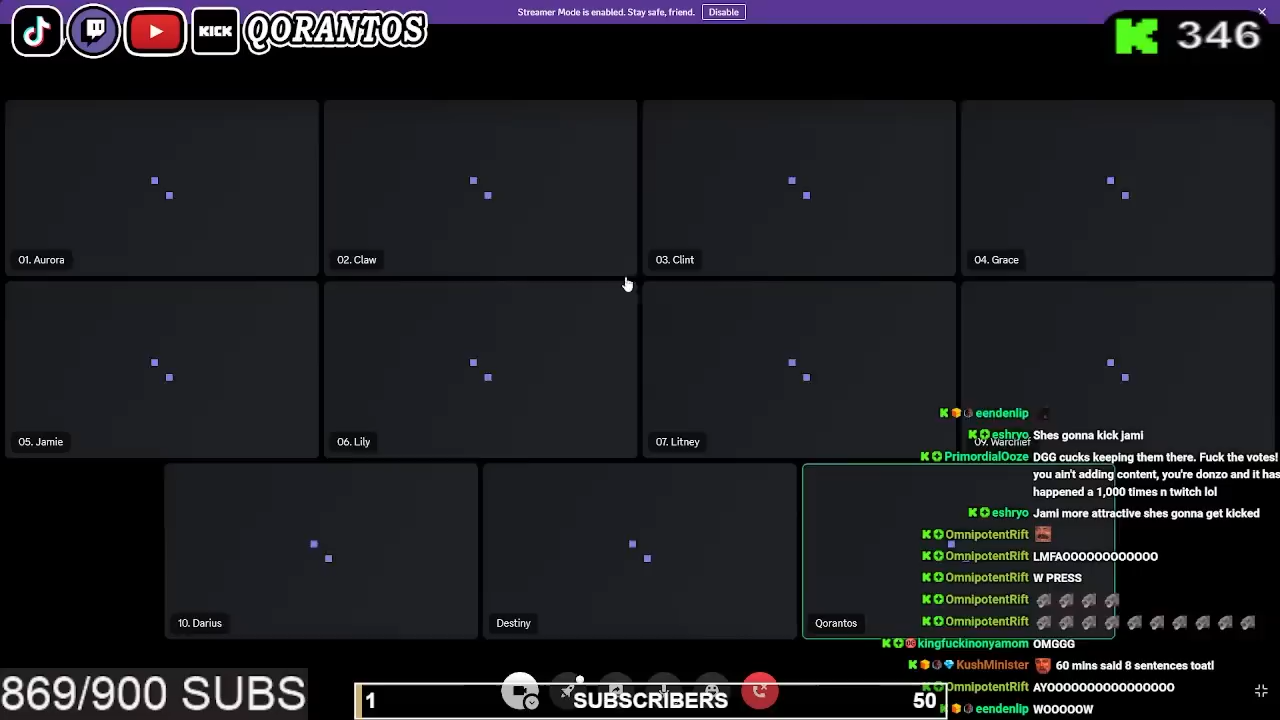 Streamer Mode is enabled. Stay safe, friend. Disable
KICK QORANTOS
K 346
01. Aurora
02. Claw
03. Clint
04. Grace
05. Jamie
06. Lily
07. Litney
09. Warchief
10. Darius
Destiny
Qorantos
eendenlip
eshryo Shes gonna kick jami
PrimordialOoze DGG cucks keeping them there. Fuck the votes!
you ain't adding content, you're donzo and it has
happened a 1,000 times n twitch lol
eshryo Jami more attractive shes gonna get kicked
OmnipotentRift
OmnipotentRift LMFAOOOOOOOOOOOO
OmnipotentRift W PRESS
OmnipotentRift
OmnipotentRift
kingfuckinonyamom OMGGG
KushMinister 60 mins said 8 sentences toat!
OmnipotentRift AYOOOOOOOOOOOOOOO
eendenlip WOOOOOW
869/900 SUBS
1 SUBSCRIBERS 50